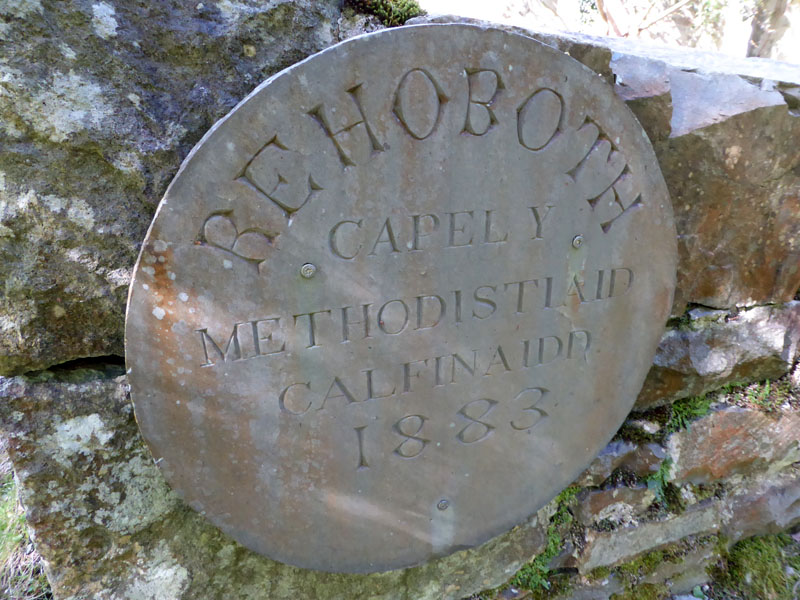 REHOBOTH
CAPEL Y
METHODISTIAID
CALFINAIDD
1883